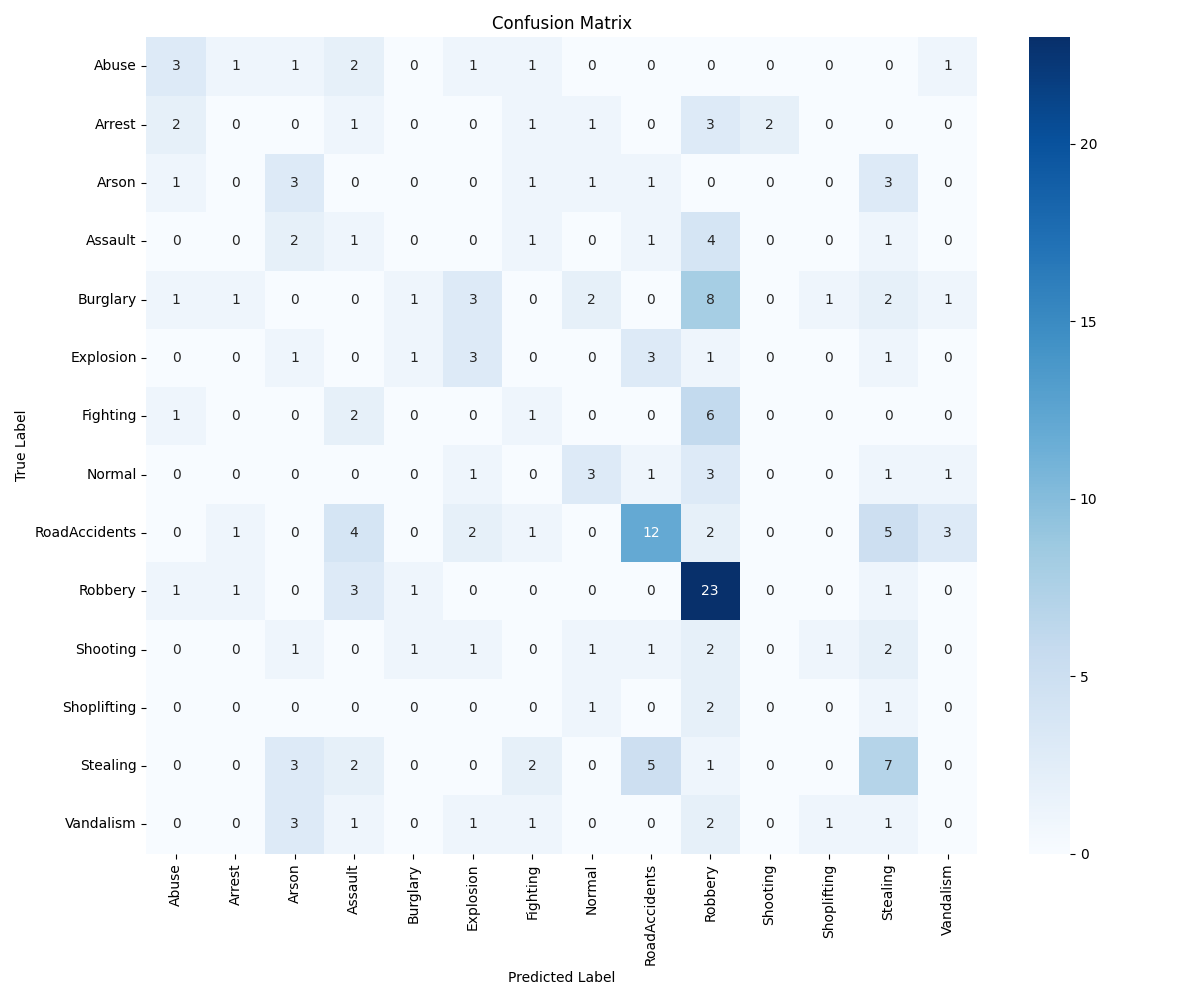 Confusion Matrix
Abuse 3 1 1 2 0 1 1 0 0 0 0 0 0 1
Arrest 2 0 0 1 0 0 1 1 0 3 2 0 0 0
Arson 1 0 3 0 0 0 1 1 1 0 0 0 3 0
Assault 0 0 2 1 0 0 1 0 1 4 0 0 1 0
Burglary 1 1 0 0 1 3 0 2 0 8 0 1 2 1
Explosion 0 0 1 0 1 3 0 0 3 1 0 0 1 0
Fighting 1 0 0 2 0 0 1 0 0 6 0 0 0 0
Normal 0 0 0 0 0 1 0 3 1 3 0 0 1 1
RoadAccidents 0 1 0 4 0 2 1 0 12 2 0 0 5 3
Robbery 1 1 0 3 1 0 0 0 0 23 0 0 1 0
Shooting 0 0 1 0 1 1 0 1 1 2 0 1 2 0
Shoplifting 0 0 0 0 0 0 0 1 0 2 0 0 1 0
Stealing 0 0 3 2 0 0 2 0 5 1 0 0 7 0
Vandalism 0 0 3 1 0 1 1 0 0 2 0 1 1 0
True Label
Abuse Arrest Arson Assault Burglary Explosion Fighting Normal RoadAccidents Robbery Shooting Shoplifting Stealing Vandalism
Predicted Label
20
15
10
5
0